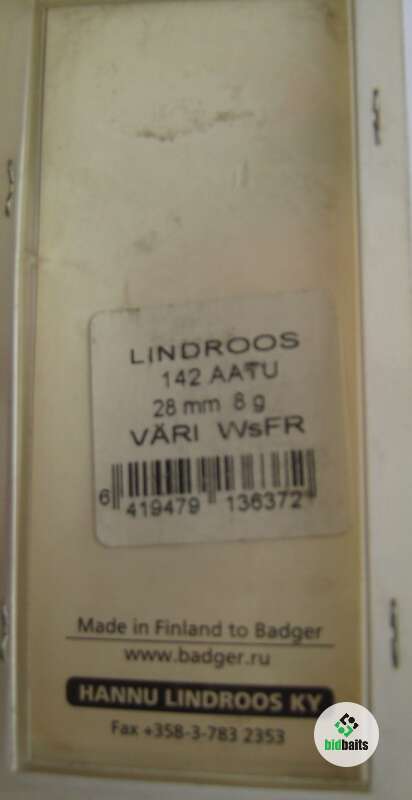 LINDROOS
142 AATU
28 mm 8 g
VÄRI WsFR
6 419479 136372
Made in Finland to Badger
www.badger.ru
HANNU LINDROOS KY
Fax +358-3-783 2353
bidbaits